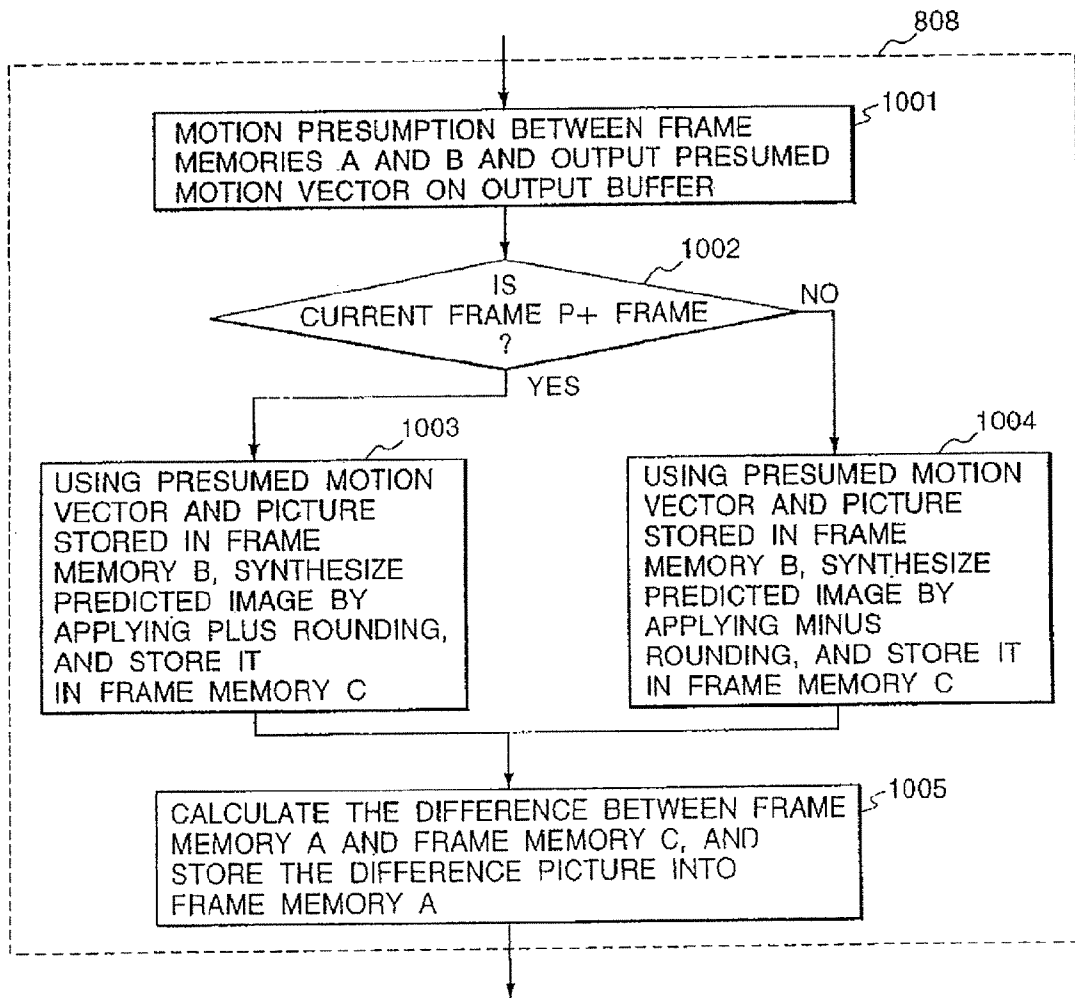 808
1001
MOTION PRESUMPTION BETWEEN FRAME
MEMORIES A AND B AND OUTPUT PRESUMED
MOTION VECTOR ON OUTPUT BUFFER
1002
IS
CURRENT FRAME P+ FRAME
?
NO
YES
1003
USING PRESUMED MOTION
VECTOR AND PICTURE
STORED IN FRAME
MEMORY B, SYNTHESIZE
PREDICTED IMAGE BY
APPLYING PLUS ROUNDING,
AND STORE IT
IN FRAME MEMORY C
1004
USING PRESUMED MOTION
VECTOR AND PICTURE
STORED IN FRAME
MEMORY B, SYNTHESIZE
PREDICTED IMAGE BY
APPLYING MINUS
ROUNDING, AND STORE IT
IN FRAME MEMORY C
1005
CALCULATE THE DIFFERENCE BETWEEN FRAME
MEMORY A AND FRAME MEMORY C, AND
STORE THE DIFFERENCE PICTURE INTO
FRAME MEMORY A